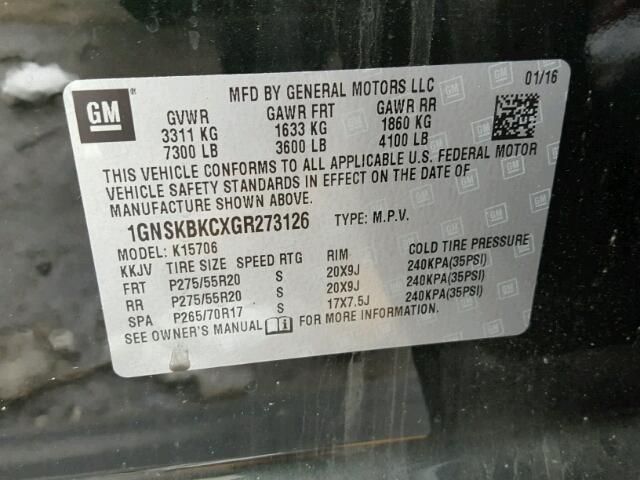 GM
MFD BY GENERAL MOTORS LLC 01/16
GVWR GAWR FRT GAWR RR
3311 KG 1633 KG 1860 KG
7300 LB 3600 LB 4100 LB
THIS VEHICLE CONFORMS TO ALL APPLICABLE U.S. FEDERAL MOTOR
VEHICLE SAFETY STANDARDS IN EFFECT ON THE DATE OF
MANUFACTURE SHOWN ABOVE.
1GNSKBKCXGR273126 TYPE: M.P.V.
MODEL: K15706
KKJV TIRE SIZE SPEED RTG RIM COLD TIRE PRESSURE
FRT P275/55R20 S 20X9J 240KPA(35PSI)
RR P275/55R20 S 20X9J 240KPA(35PSI)
SPA P265/70R17 S 17X7.5J 240KPA(35PSI)
SEE OWNER'S MANUAL FOR MORE INFORMATION.